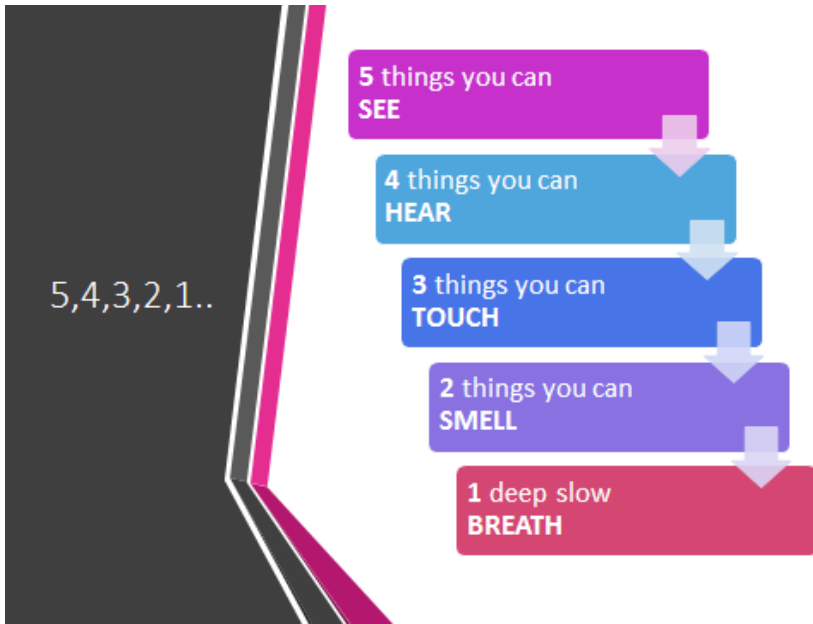 5,4,3,2,1..
5 things you can
SEE
4 things you can
HEAR
3 things you can
TOUCH
2 things you can
SMELL
1 deep slow
BREATH